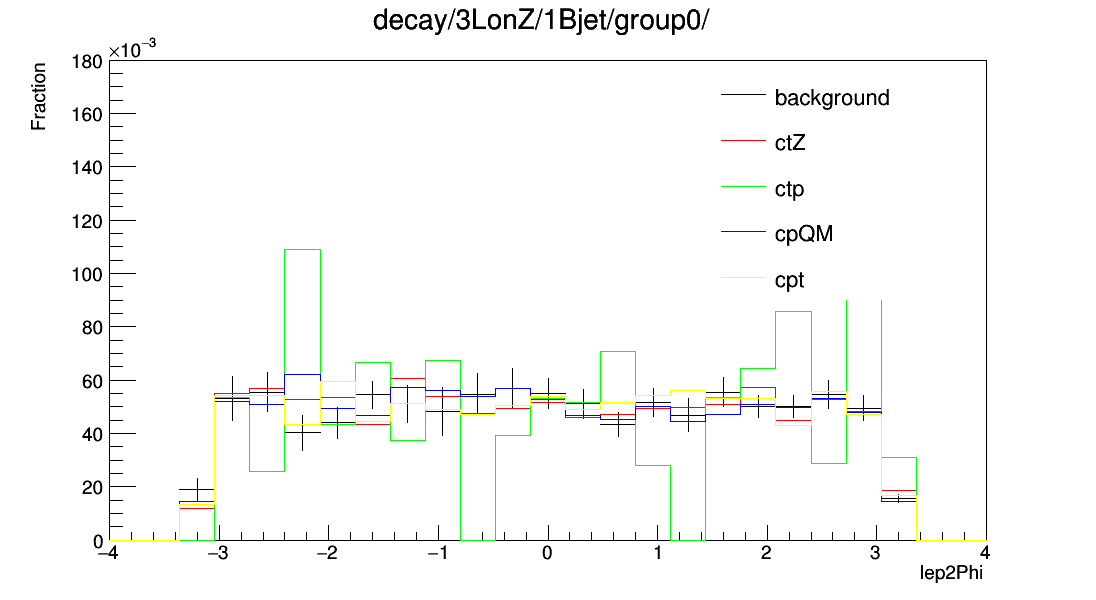 decay/3LonZ/1Bjet/group0/
×10⁻³
Fraction
180
160
140
120
100
80
60
40
20
0
background
ctZ
ctp
cpQM
cpt
−4 −3 −2 −1 0 1 2 3 4
lep2Phi